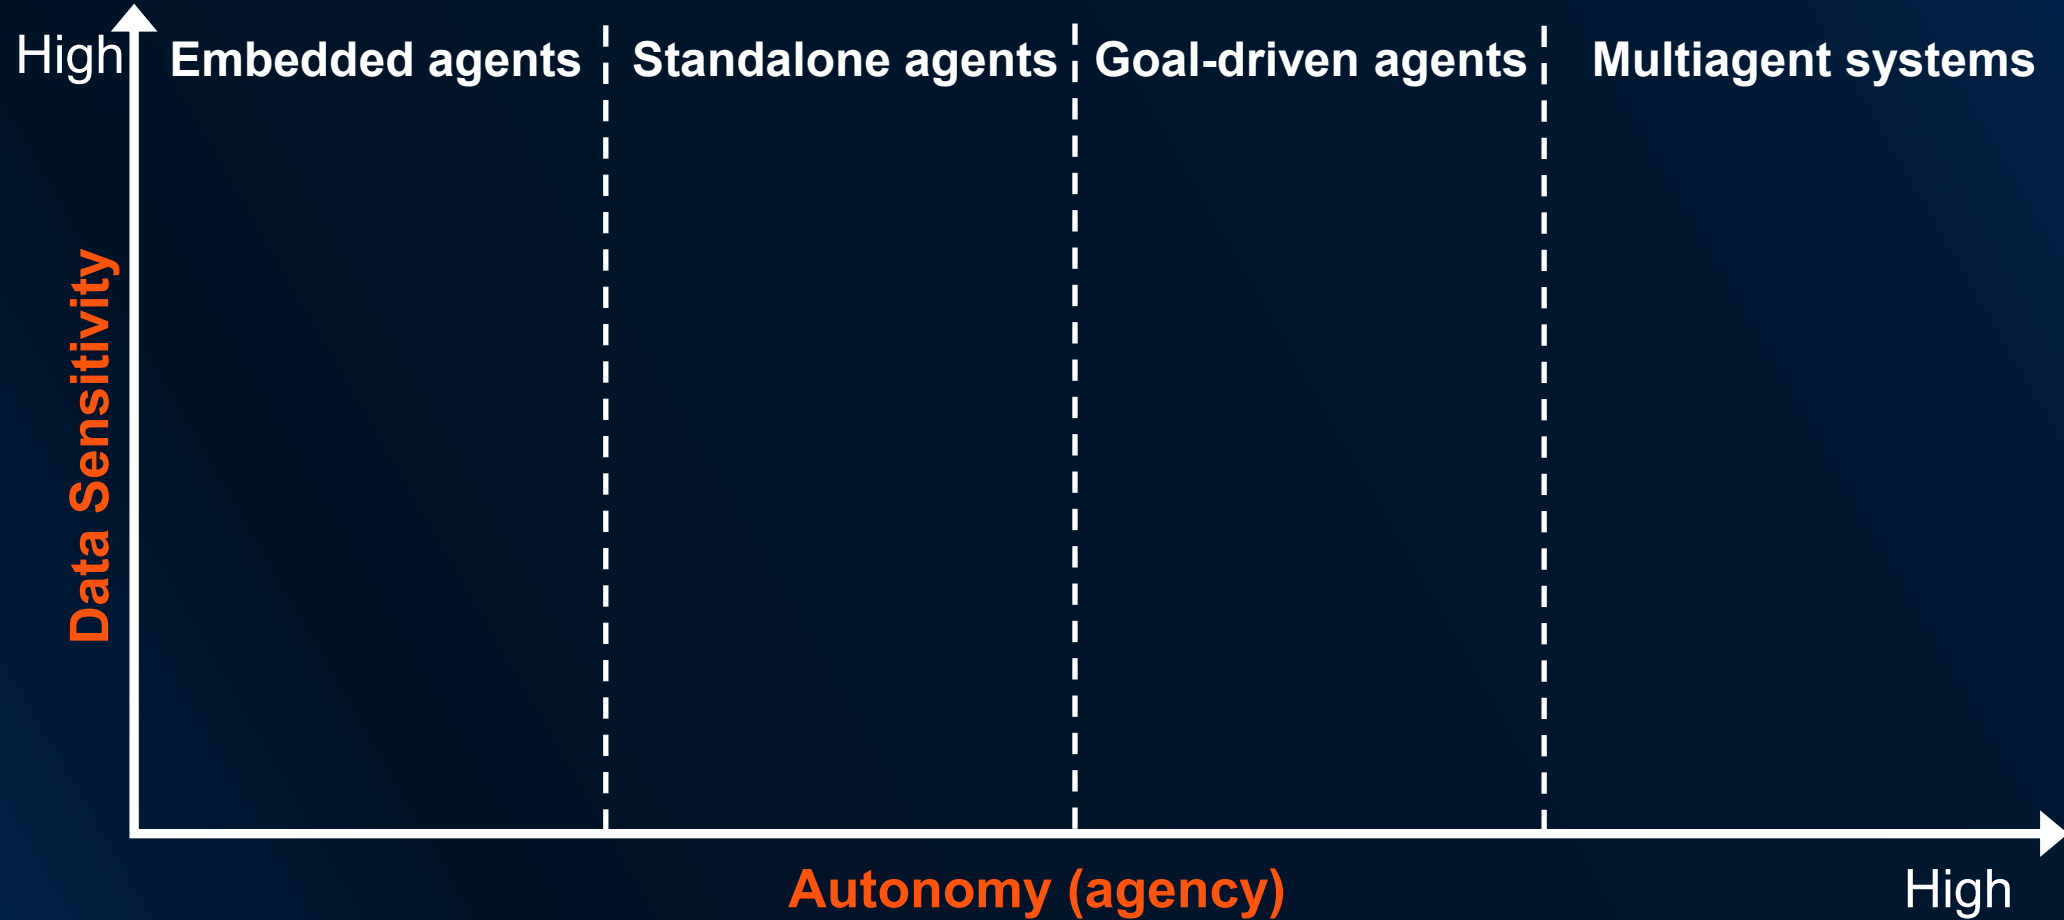 High
Embedded agents
Standalone agents
Goal-driven agents
Multiagent systems
Data Sensitivity
Autonomy (agency)
High